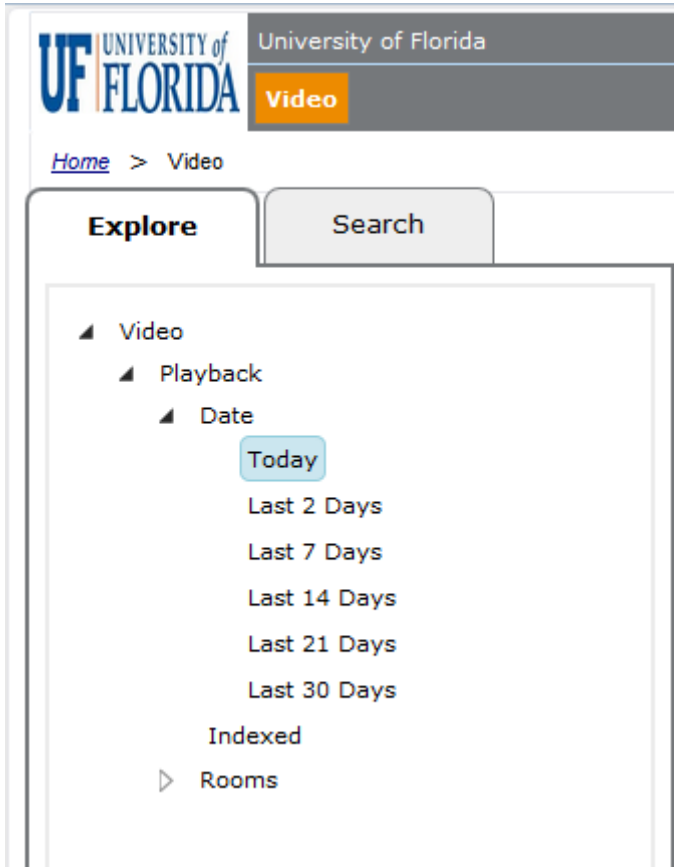 UF UNIVERSITY of FLORIDA
University of Florida
Video
Home > Video
Explore
Search
Video
Playback
Date
Today
Last 2 Days
Last 7 Days
Last 14 Days
Last 21 Days
Last 30 Days
Indexed
Rooms